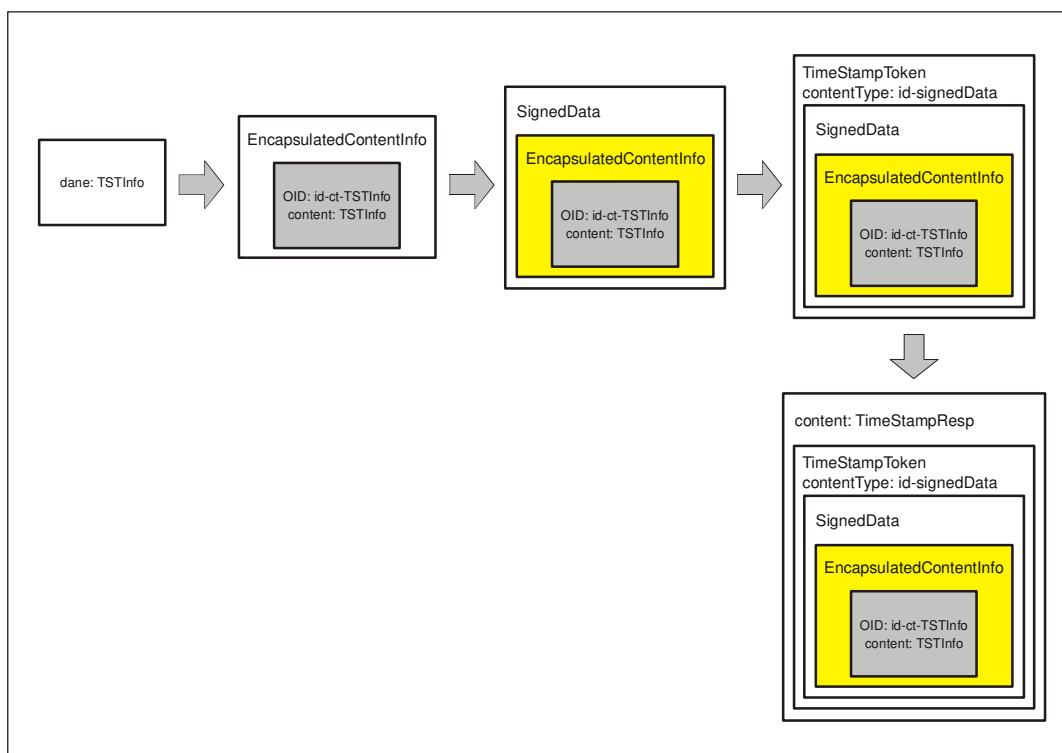 dane: TSTInfo
EncapsulatedContentInfo
OID: id-ct-TSTInfo
content: TSTInfo
SignedData
EncapsulatedContentInfo
OID: id-ct-TSTInfo
content: TSTInfo
TimeStampToken
contentType: id-signedData
SignedData
EncapsulatedContentInfo
OID: id-ct-TSTInfo
content: TSTInfo
content: TimeStampResp
TimeStampToken
contentType: id-signedData
SignedData
EncapsulatedContentInfo
OID: id-ct-TSTInfo
content: TSTInfo